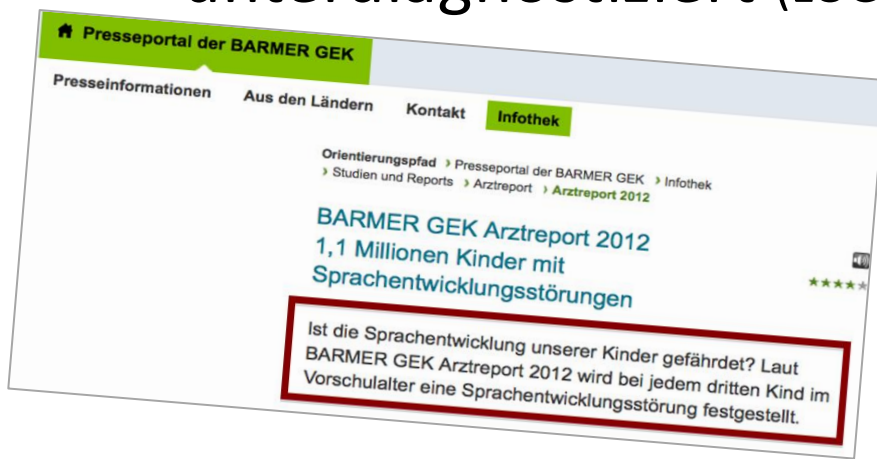 Presseportal der BARMER GEK
Presseinformationen Aus den Ländern Kontakt Infothek
Orientierungspfad › Presseportal der BARMER GEK › Infothek
› Studien und Reports › Arztreport › Arztreport 2012
BARMER GEK Arztreport 2012
1,1 Millionen Kinder mit
Sprachentwicklungsstörungen
Ist die Sprachentwicklung unserer Kinder gefährdet? Laut
BARMER GEK Arztreport 2012 wird bei jedem dritten Kind im
Vorschulalter eine Sprachentwicklungsstörung festgestellt.